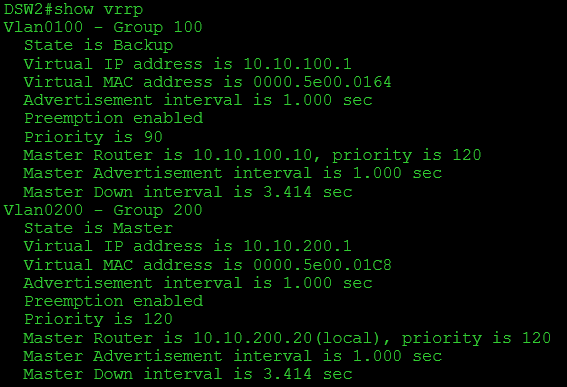 DSW2#show vrrp
Vlan0100 - Group 100
State is Backup
Virtual IP address is 10.10.100.1
Virtual MAC address is 0000.5e00.0164
Advertisement interval is 1.000 sec
Preemption enabled
Priority is 90
Master Router is 10.10.100.10, priority is 120
Master Advertisement interval is 1.000 sec
Master Down interval is 3.414 sec
Vlan0200 - Group 200
State is Master
Virtual IP address is 10.10.200.1
Virtual MAC address is 0000.5e00.01C8
Advertisement interval is 1.000 sec
Preemption enabled
Priority is 120
Master Router is 10.10.200.20(local), priority is 120
Master Advertisement interval is 1.000 sec
Master Down interval is 3.414 sec